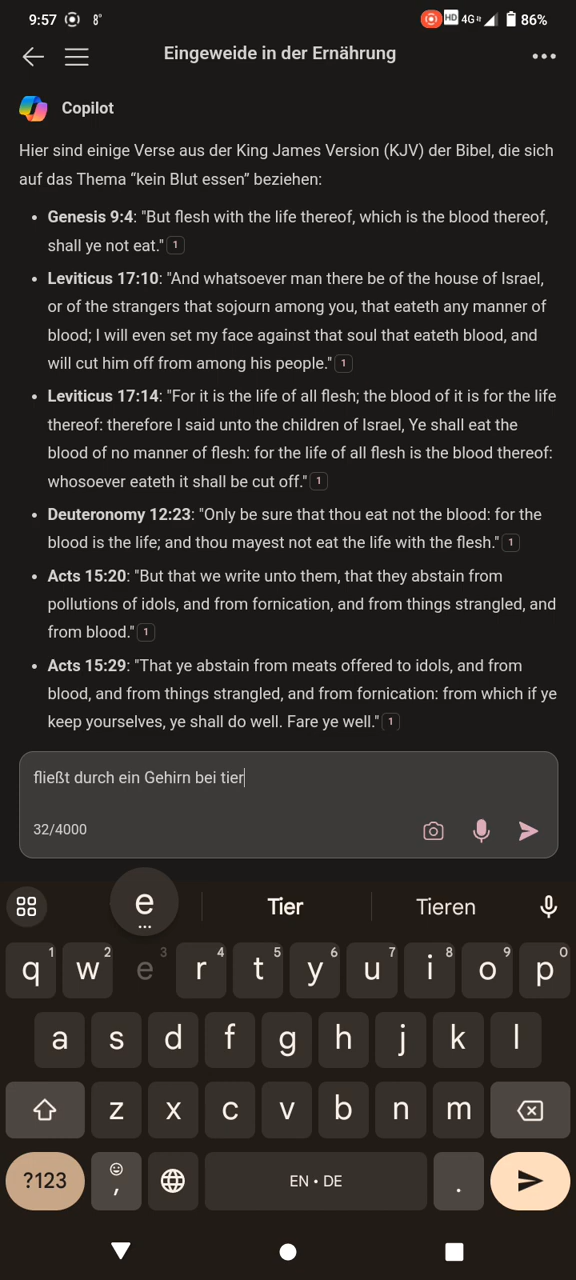 9:57 8° HD 4G 86%
Eingeweide in der Ernährung
Copilot
Hier sind einige Verse aus der King James Version (KJV) der Bibel, die sich
auf das Thema “kein Blut essen” beziehen:
• Genesis 9:4: "But flesh with the life thereof, which is the blood thereof,
shall ye not eat." 1
• Leviticus 17:10: "And whatsoever man there be of the house of Israel,
or of the strangers that sojourn among you, that eateth any manner of
blood; I will even set my face against that soul that eateth blood, and
will cut him off from among his people." 1
• Leviticus 17:14: "For it is the life of all flesh; the blood of it is for the life
thereof: therefore I said unto the children of Israel, Ye shall eat the
blood of no manner of flesh: for the life of all flesh is the blood thereof:
whosoever eateth it shall be cut off." 1
• Deuteronomy 12:23: "Only be sure that thou eat not the blood: for the
blood is the life; and thou mayest not eat the life with the flesh." 1
• Acts 15:20: "But that we write unto them, that they abstain from
pollutions of idols, and from fornication, and from things strangled, and
from blood." 1
• Acts 15:29: "That ye abstain from meats offered to idols, and from
blood, and from things strangled, and from fornication: from which if ye
keep yourselves, ye shall do well. Fare ye well." 1
fließt durch ein Gehirn bei tier
32/4000
e ... Tier Tieren
q 1 w 2 e 3 r 4 t 5 y 6 u 7 i 8 o 9 p 0
a s d f g h j k l
z x c v b n m
?123 , EN • DE .